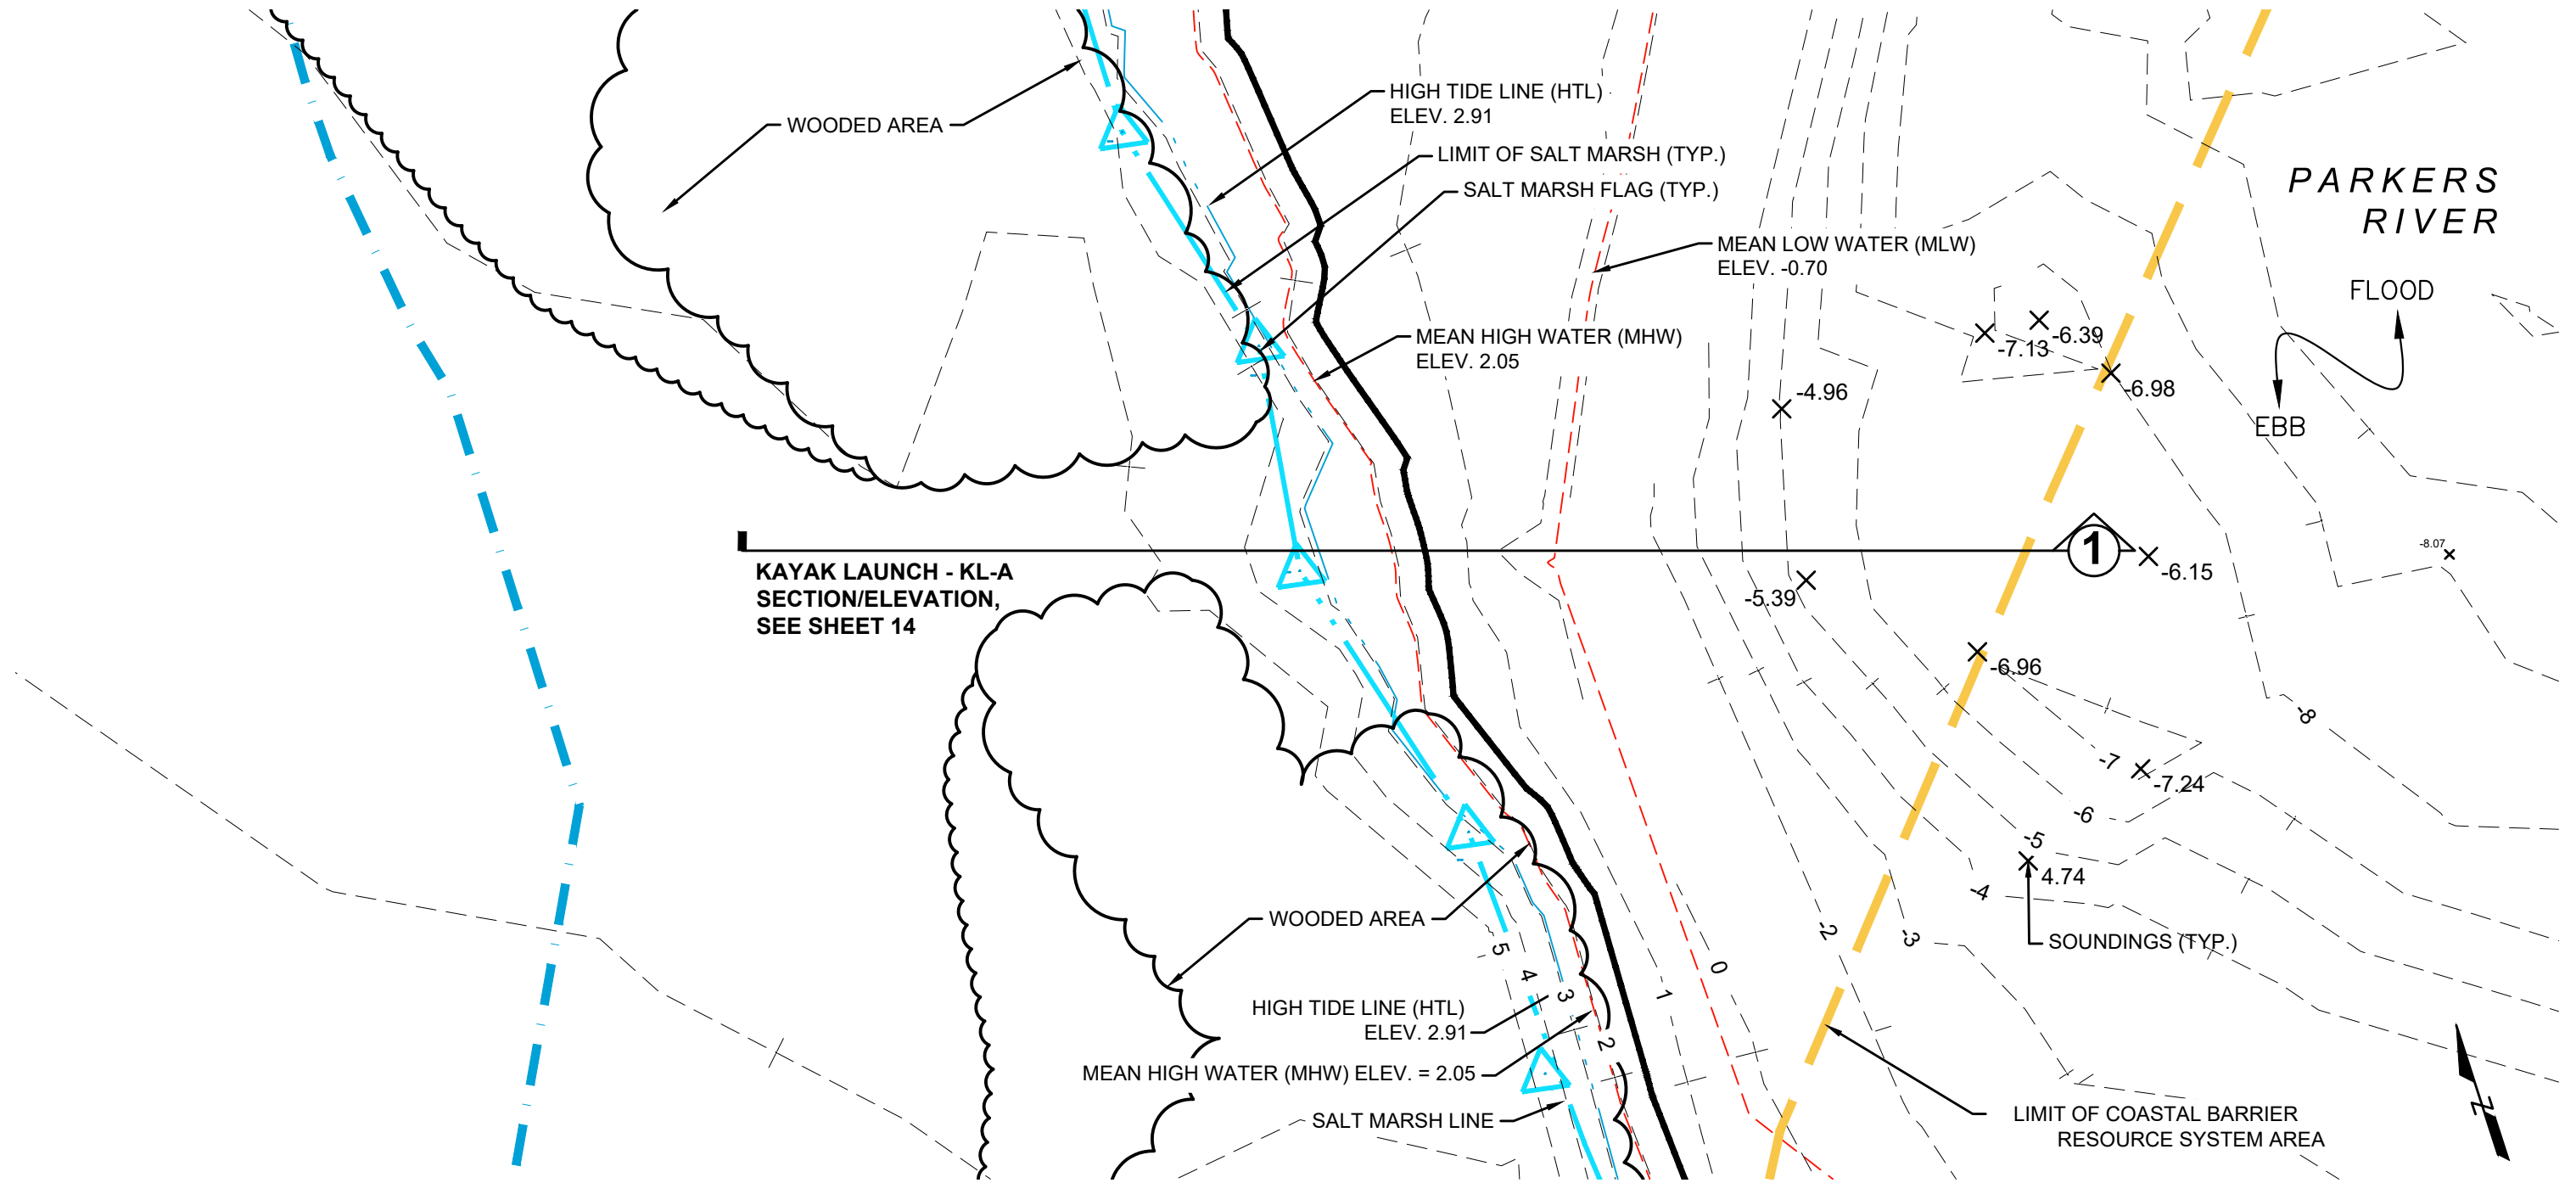 HIGH TIDE LINE (HTL)
ELEV. 2.91
WOODED AREA
LIMIT OF SALT MARSH (TYP.)
SALT MARSH FLAG (TYP.)
PARKERS
RIVER
MEAN LOW WATER (MLW)
ELEV. -0.70
FLOOD
MEAN HIGH WATER (MHW)
ELEV. 2.05
-7.13
-6.39
-6.98
-4.96
EBB
1
KAYAK LAUNCH - KL-A
SECTION/ELEVATION,
SEE SHEET 14
-6.15
-8.07
-5.39
-6.96
-8
-7
-7.24
-6
-5
4.74
-4
WOODED AREA
-2
-3
SOUNDINGS (TYP.)
5
4
3
2
1
0
HIGH TIDE LINE (HTL)
ELEV. 2.91
MEAN HIGH WATER (MHW) ELEV. = 2.05
SALT MARSH LINE
LIMIT OF COASTAL BARRIER
RESOURCE SYSTEM AREA
N